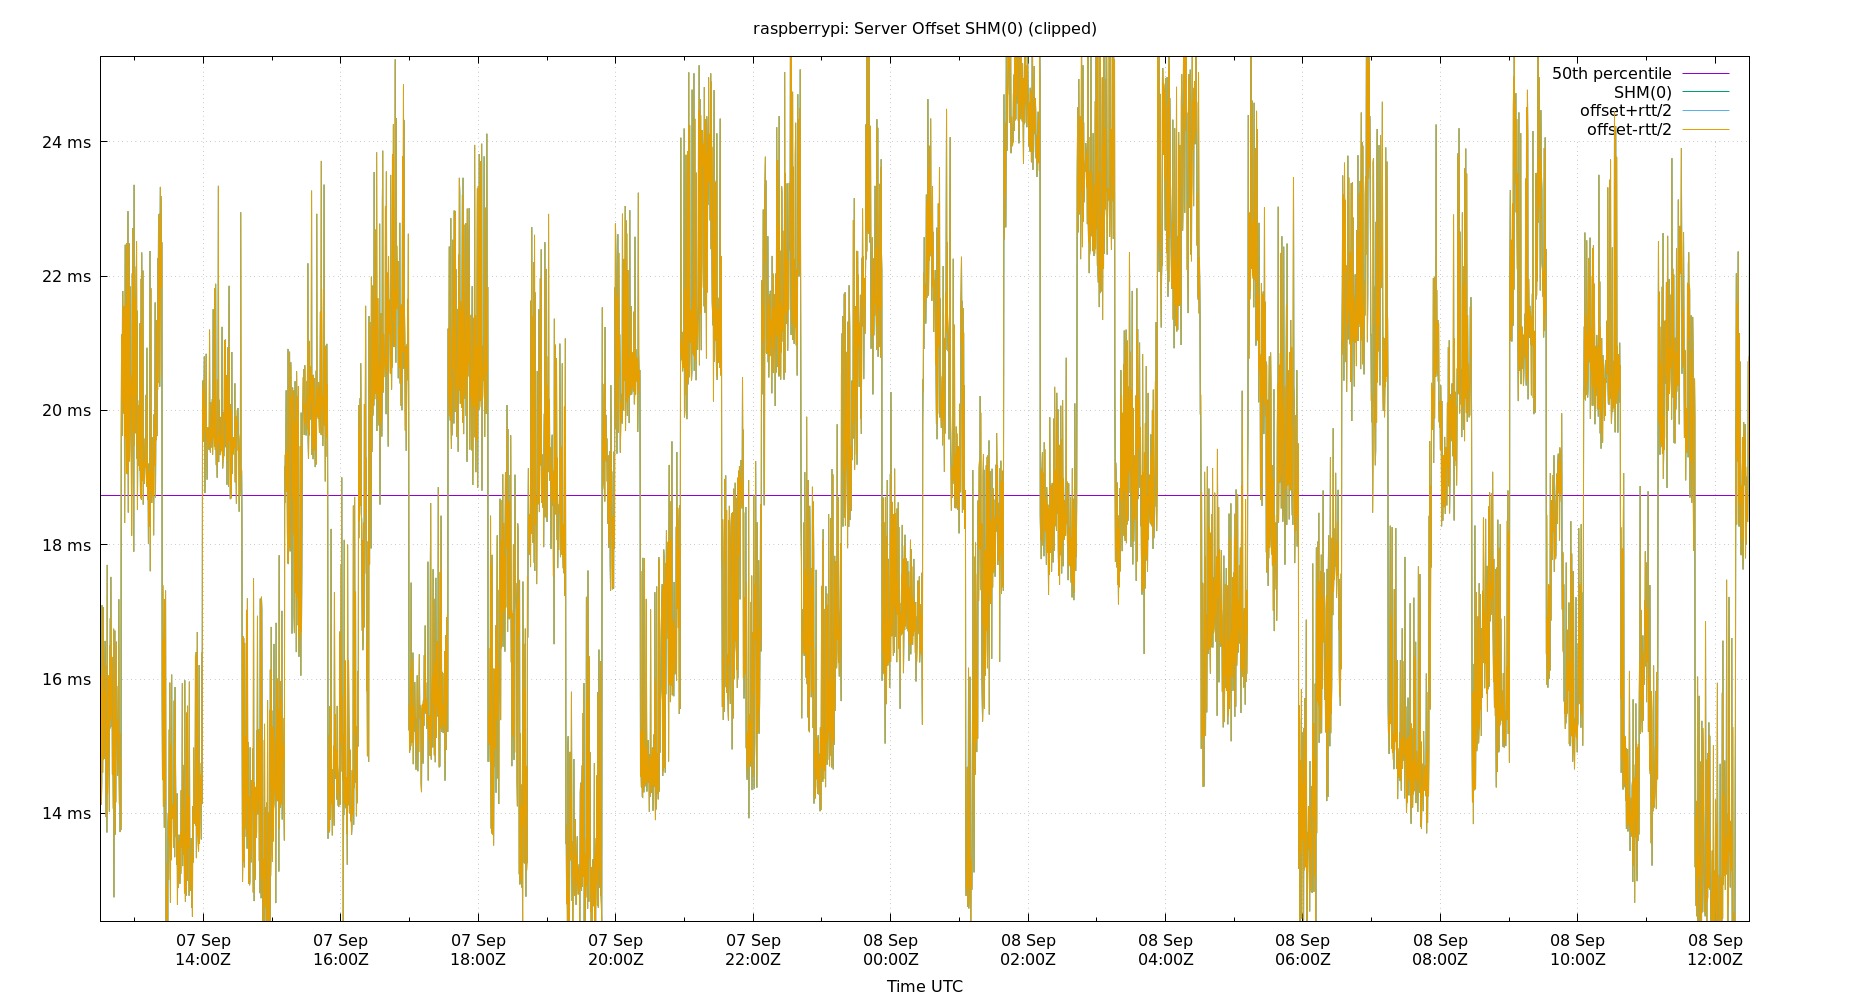 raspberrypi: Server Offset SHM(0) (clipped)
50th percentile
SHM(0)
offset+rtt/2
offset-rtt/2
24 ms
22 ms
20 ms
18 ms
16 ms
14 ms
07 Sep 07 Sep 07 Sep 07 Sep 07 Sep 08 Sep 08 Sep 08 Sep 08 Sep 08 Sep 08 Sep 08 Sep
14:00Z 16:00Z 18:00Z 20:00Z 22:00Z 00:00Z 02:00Z 04:00Z 06:00Z 08:00Z 10:00Z 12:00Z
Time UTC